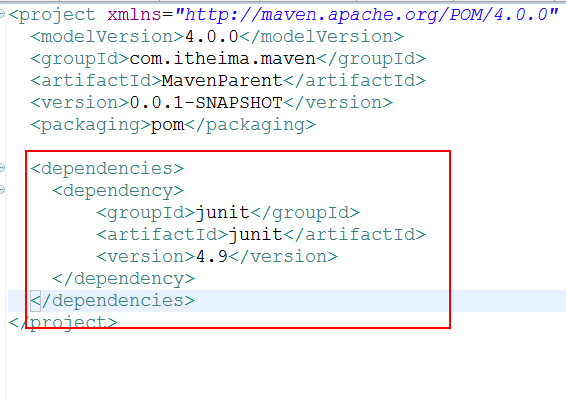 <project xmlns="http://maven.apache.org/POM/4.0.0"
<modelVersion>4.0.0</modelVersion>
<groupId>com.itheima.maven</groupId>
<artifactId>MavenParent</artifactId>
<version>0.0.1-SNAPSHOT</version>
<packaging>pom</packaging>
<dependencies>
<dependency>
<groupId>junit</groupId>
<artifactId>junit</artifactId>
<version>4.9</version>
</dependency>
</dependencies>
</project>